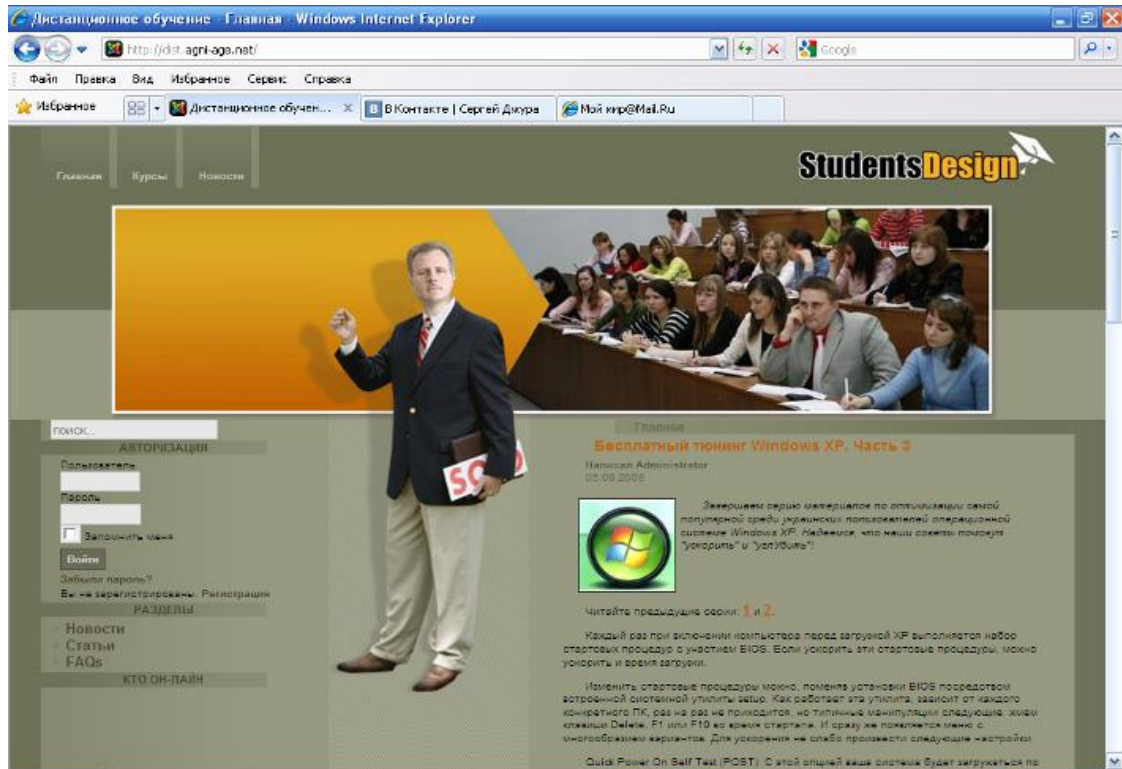 Дистанционное обучение - Главная - Windows Internet Explorer
http://dist.agni-age.net/
Google
Файл Правка Вид Избранное Сервис Справка
Избранное
Дистанционное обучен...
ВКонтакте | Сергей Джура
Мой мир@Mail.Ru
Главная Курсы Новости
StudentsDesign
SO
поиск...
АВТОРИЗАЦИЯ
Пользователь
Пароль
Запомнить меня
Войти
Забыли пароль?
Вы не зарегистрированы. Регистрация
РАЗДЕЛЫ
Новости
Статьи
FAQs
КТО ОН-ЛАЙН
Главная
Бесплатный тюнинг Windows XP. Часть 3
Написал Administrator
Завершаем серию материалов по оптимизации самой
популярной среди украинских пользователей операционной
системе Windows XP. Надеемся, что наши советы помогут
"ускорить" и "углУбить"!
Читайте предыдущие серии: 1 и 2.
Каждый раз при включении компьютера перед загрузкой XP выполняется набор
стартовых процедур с участием BIOS. Если ускорить эти стартовые процедуры, можно
ускорить и время загрузки.
Изменить стартовые процедуры можно, поменяв установки BIOS посредством
встроенной системной утилиты setup. Как работает эта утилита, зависит от каждого
конкретного ПК, раз на раз не приходится, но типичные манипуляции следующие: жмем
клавиши Delete, F1 или F10 во время стартапа. И сразу же появляется меню с
многообразием вариантов. Для ускорения не слабо произвести следующие настройки.
Quick Power On Self Test (POST). С этой опцией ваша система будет загружаться по